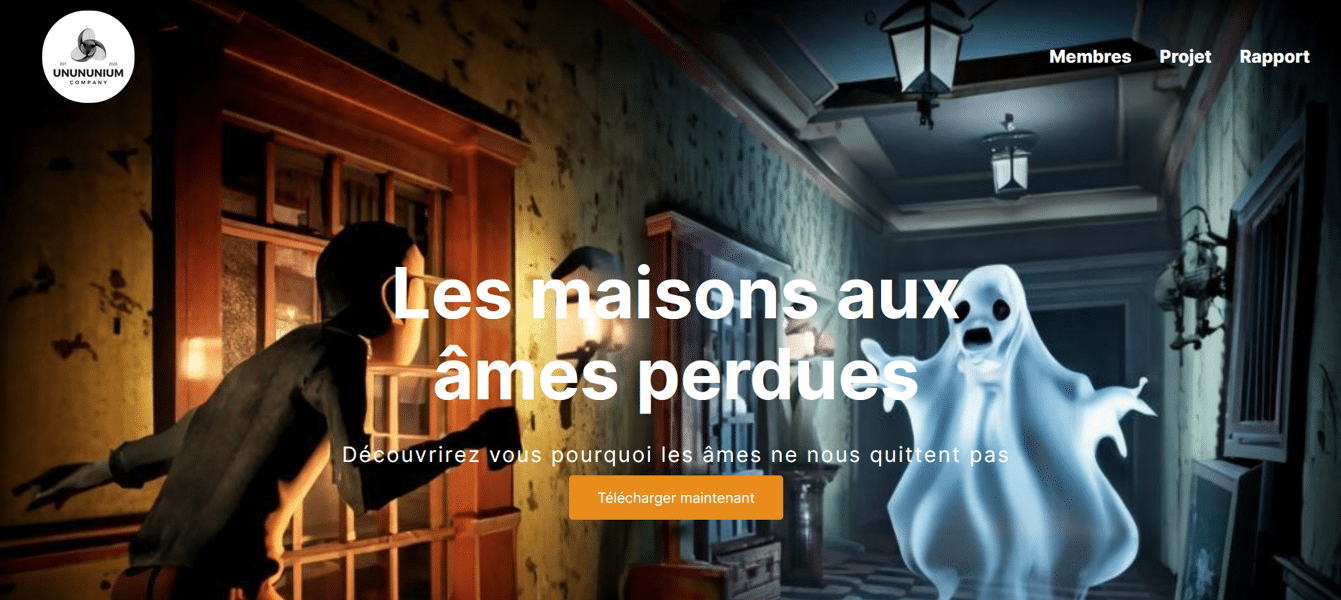 EST. 2023
UNUNUNIUM
COMPANY
Membres Projet Rapport
Les maisons aux
âmes perdues
Découvrirez vous pourquoi les âmes ne nous quittent pas
Télécharger maintenant